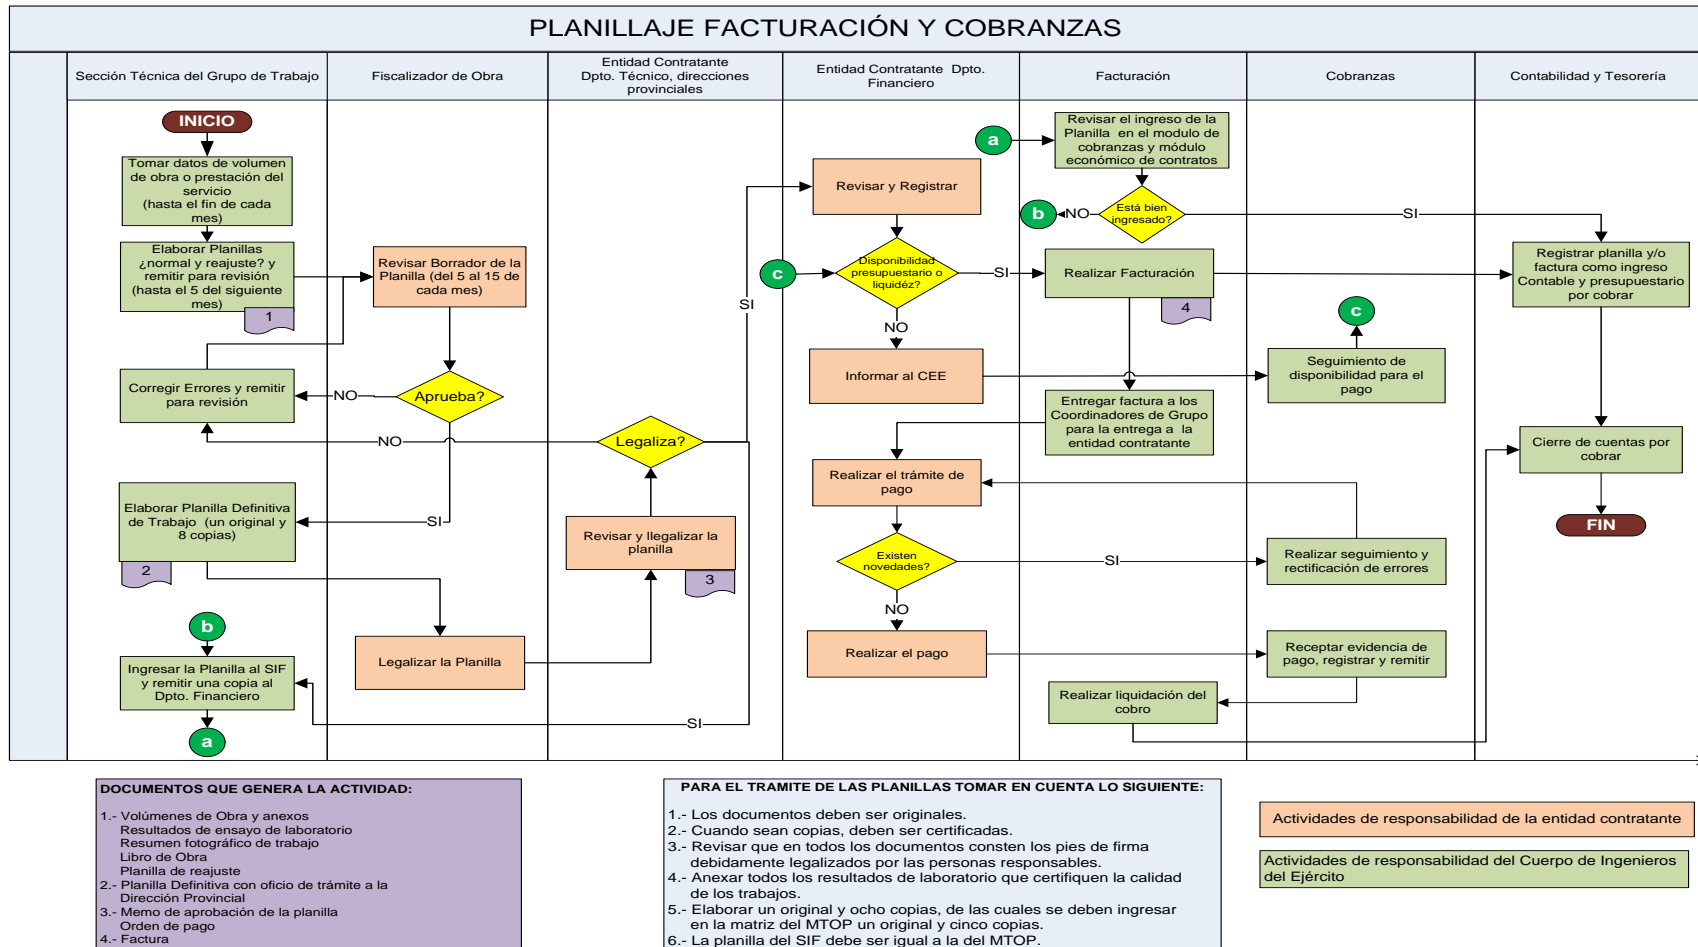 PLANILLAJE FACTURACIÓN Y COBRANZAS
Sección Técnica del Grupo de Trabajo
Fiscalizador de Obra
Entidad Contratante
Dpto. Técnico, direcciones
provinciales
Entidad Contratante  Dpto.
Financiero
Facturación
Cobranzas
Contabilidad y Tesorería
INICIO
Tomar datos de volumen
de obra o prestación del
servicio
(hasta el fin de cada
mes)
Elaborar Planillas
¿normal y reajuste? y
remitir para revisión
(hasta el 5 del siguiente
mes)
1
Corregir Errores y remitir
para revisión
Elaborar Planilla Definitiva
de Trabajo  (un original y
8 copias)
2
b
Ingresar la Planilla al SIF
y remitir una copia al
Dpto. Financiero
a
Revisar Borrador de la
Planilla (del 5 al 15 de
cada mes)
Aprueba?
NO
SI
Legalizar la Planilla
NO
Legaliza?
SI
Revisar y llegalizar la
planilla
3
SI
Revisar y Registrar
c
Disponibilidad
presupuestario o
liquidéz?
SI
NO
Informar al CEE
Realizar el trámite de
pago
Existen
novedades?
SI
NO
Realizar el pago
a
Revisar el ingreso de la
Planilla  en el modulo de
cobranzas y módulo
económico de contratos
b
NO
Está bien
ingresado?
SI
Realizar Facturación
4
Entregar factura a los
Coordinadores de Grupo
para la entrega a  la
entidad contratante
Realizar liquidación del
cobro
c
Seguimiento de
disponibilidad para el
pago
Realizar seguimiento y
rectificación de errores
Receptar evidencia de
pago, registrar y remitir
Registrar planilla y/o
factura como ingreso
Contable y presupuestario
por cobrar
Cierre de cuentas por
cobrar
FIN
DOCUMENTOS QUE GENERA LA ACTIVIDAD:
1.- Volúmenes de Obra y anexos
Resultados de ensayo de laboratorio
Resumen fotográfico de trabajo
Libro de Obra
Planilla de reajuste
2.- Planilla Definitiva con oficio de trámite a la
Dirección Provincial
3.- Memo de aprobación de la planilla
Orden de pago
4.- Factura
PARA EL TRAMITE DE LAS PLANILLAS TOMAR EN CUENTA LO SIGUIENTE:
1.- Los documentos deben ser originales.
2.- Cuando sean copias, deben ser certificadas.
3.- Revisar que en todos los documentos consten los pies de firma
debidamente legalizados por las personas responsables.
4.- Anexar todos los resultados de laboratorio que certifiquen la calidad
de los trabajos.
5.- Elaborar un original y ocho copias, de las cuales se deben ingresar
en la matriz del MTOP un original y cinco copias.
6.- La planilla del SIF debe ser igual a la del MTOP.
Actividades de responsabilidad de la entidad contratante
Actividades de responsabilidad del Cuerpo de Ingenieros
del Ejército